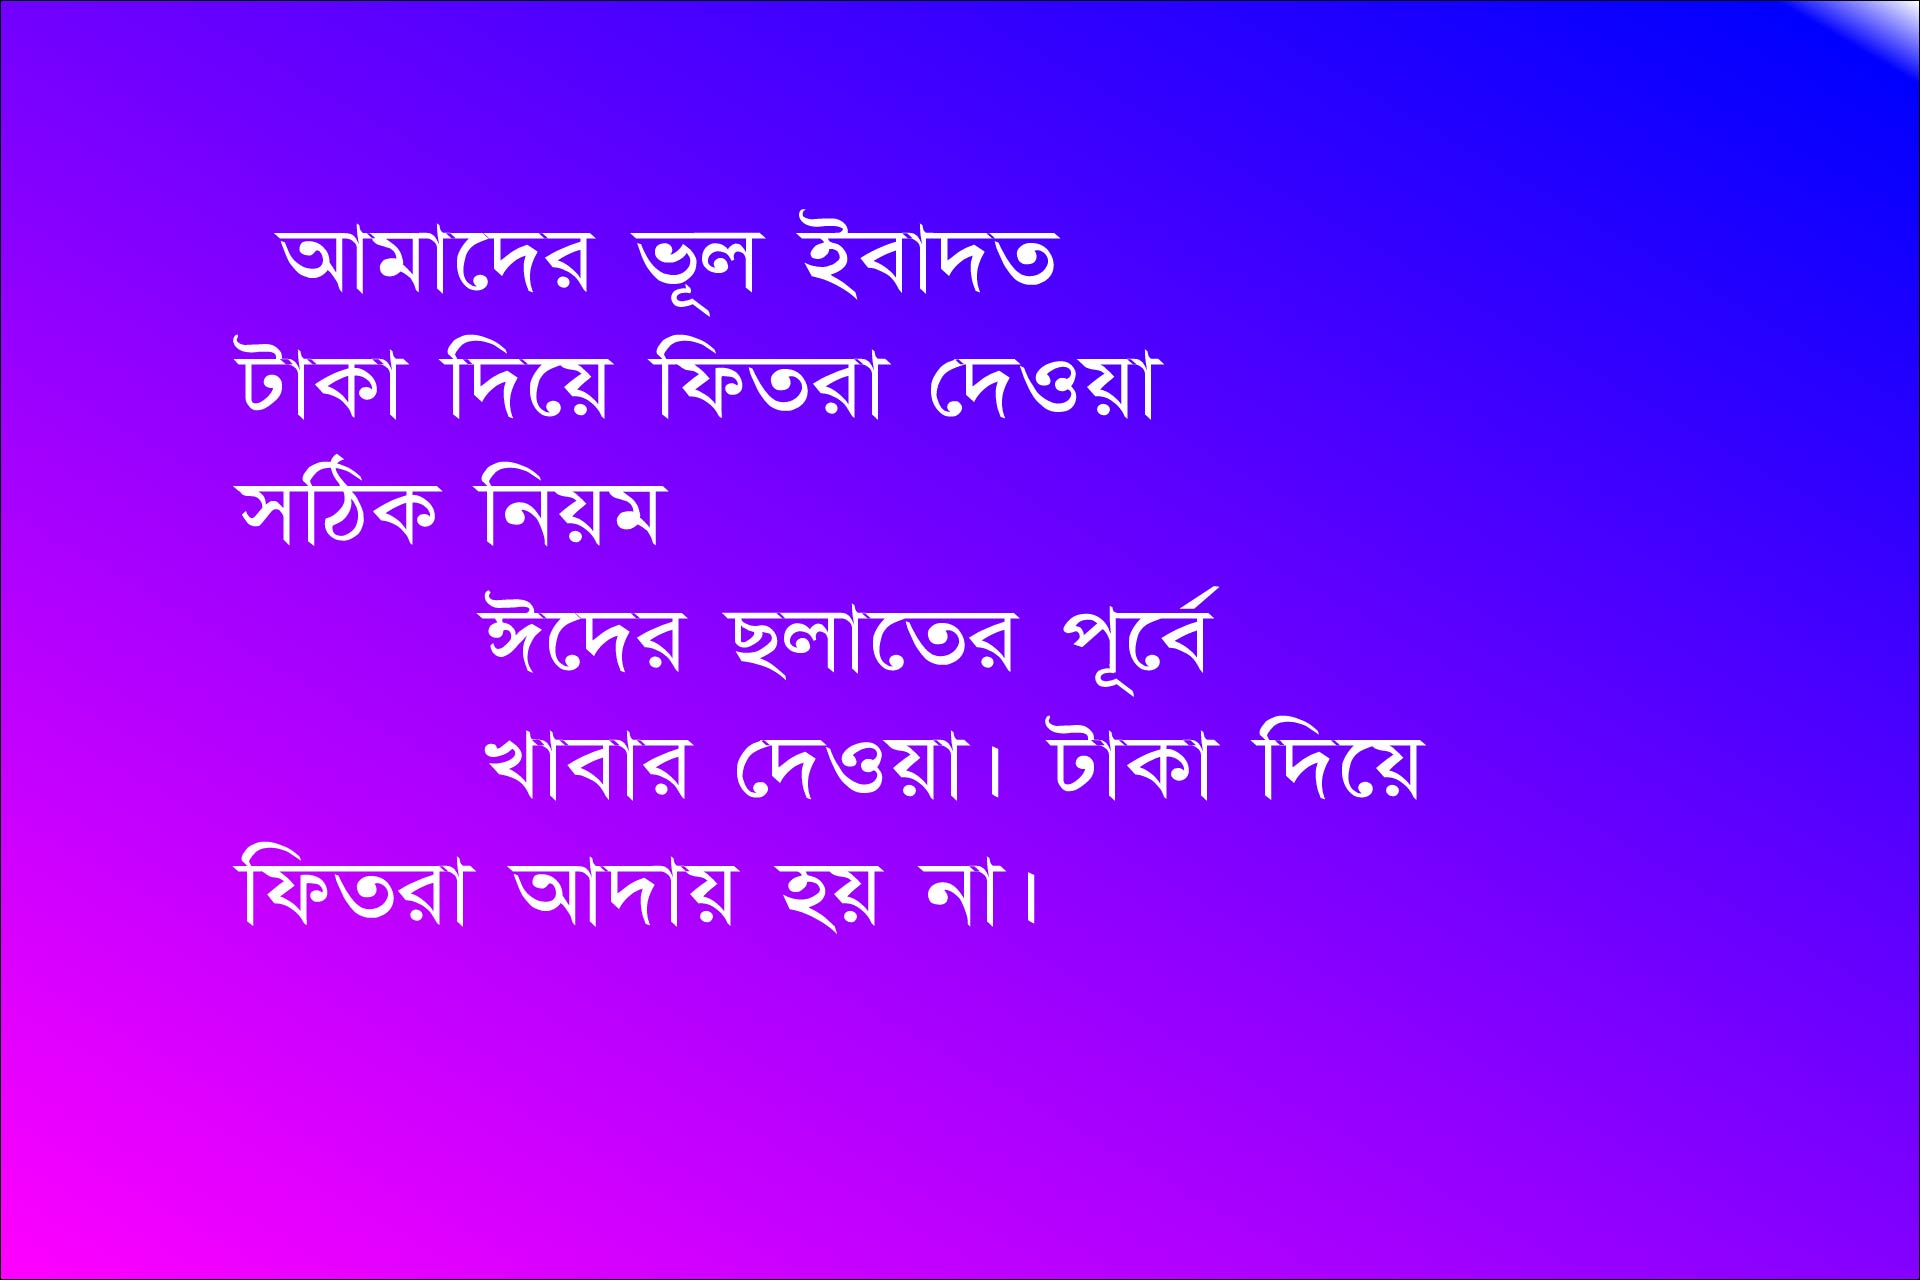 আমাদের ভূল ইবাদত
টাকা দিয়ে ফিতরা দেওয়া
সঠিক নিয়ম
ঈদের ছলাতের পূর্বে
খাবার দেওয়া। টাকা দিয়ে
ফিতরা আদায় হয় না।